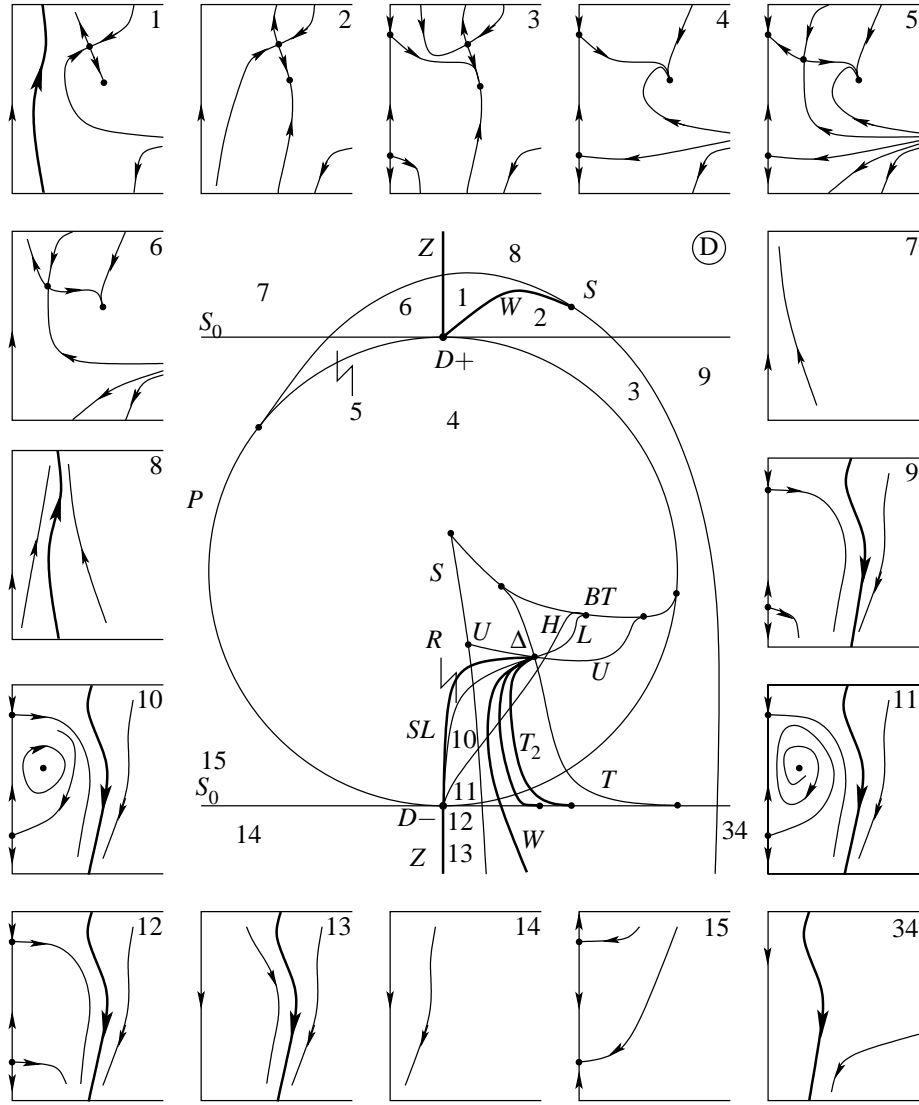 1 2 3 4 5
Z 8 D
6 7 6 1 W 2 S 7
S0
D+ 3 9
5 4
8 9
P
S BT
H
R U Δ L
U
10 SL 10 T2 11
15 T
S0 11
D− 12 34
14 W
Z 13
12 13 14 15 34